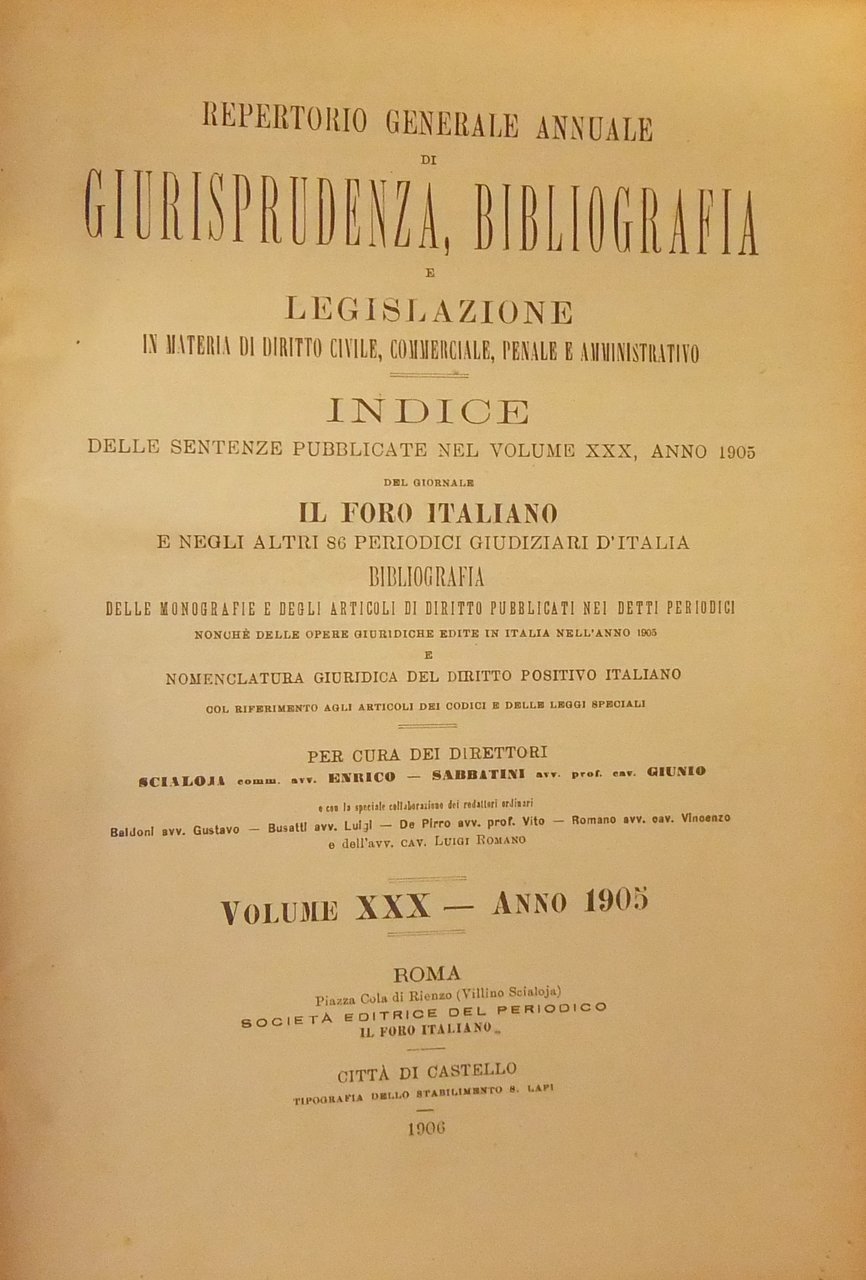 REPERTORIO GENERALE ANNUALE
DI
GIURISPRUDENZA, BIBLIOGRAFIA
E
LEGISLAZIONE
IN MATERIA DI DIRITTO CIVILE, COMMERCIALE, PENALE E AMMINISTRATIVO
INDICE
DELLE SENTENZE PUBBLICATE NEL VOLUME XXX, ANNO 1905
DEL GIORNALE
IL FORO ITALIANO
E NEGLI ALTRI 86 PERIODICI GIUDIZIARI D'ITALIA
BIBLIOGRAFIA
DELLE MONOGRAFIE E DEGLI ARTICOLI DI DIRITTO PUBBLICATI NEI DETTI PERIODICI
NONCHÈ DELLE OPERE GIURIDICHE EDITE IN ITALIA NELL'ANNO 1905
E
NOMENCLATURA GIURIDICA DEL DIRITTO POSITIVO ITALIANO
COL RIFERIMENTO AGLI ARTICOLI DEI CODICI E DELLE LEGGI SPECIALI
PER CURA DEI DIRETTORI
SCIALOJA comm. avv. ENRICO — SABBATINI avv. prof. cav. GIUNIO
e con la speciale collaborazione dei redattori ordinari
Baldoni avv. Gustavo — Busatti avv. Luigi — De Pirro avv. prof. Vito — Romano avv. cav. Vincenzo
e dell'avv. CAV. LUIGI ROMANO
VOLUME XXX — ANNO 1905
ROMA
Piazza Cola di Rienzo (Villino Scialoja)
SOCIETÀ EDITRICE DEL PERIODICO
IL FORO ITALIANO„
CITTÀ DI CASTELLO
TIPOGRAFIA DELLO STABILIMENTO S. LAPI
1906